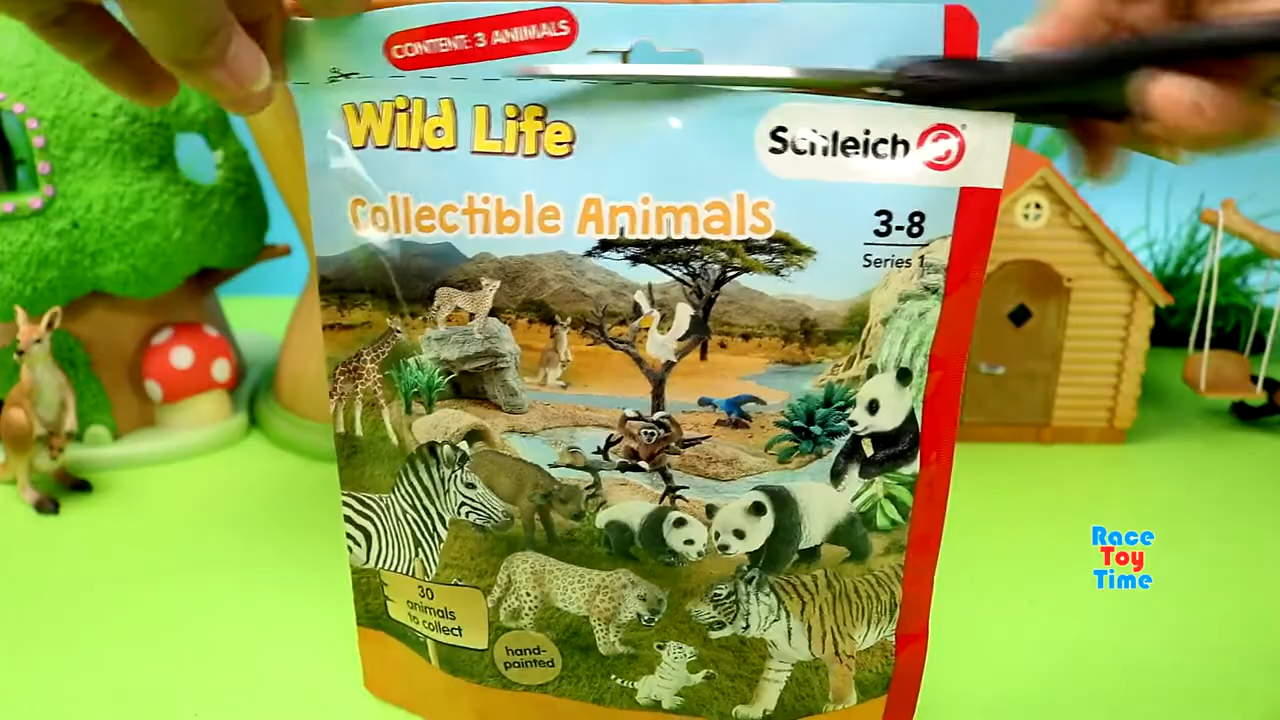 CONTENT: 3 ANIMALS
Wild Life
Schleich
Collectible Animals
3-8
Series 1
30
animals
to collect
hand-
painted
Race
Toy
Time